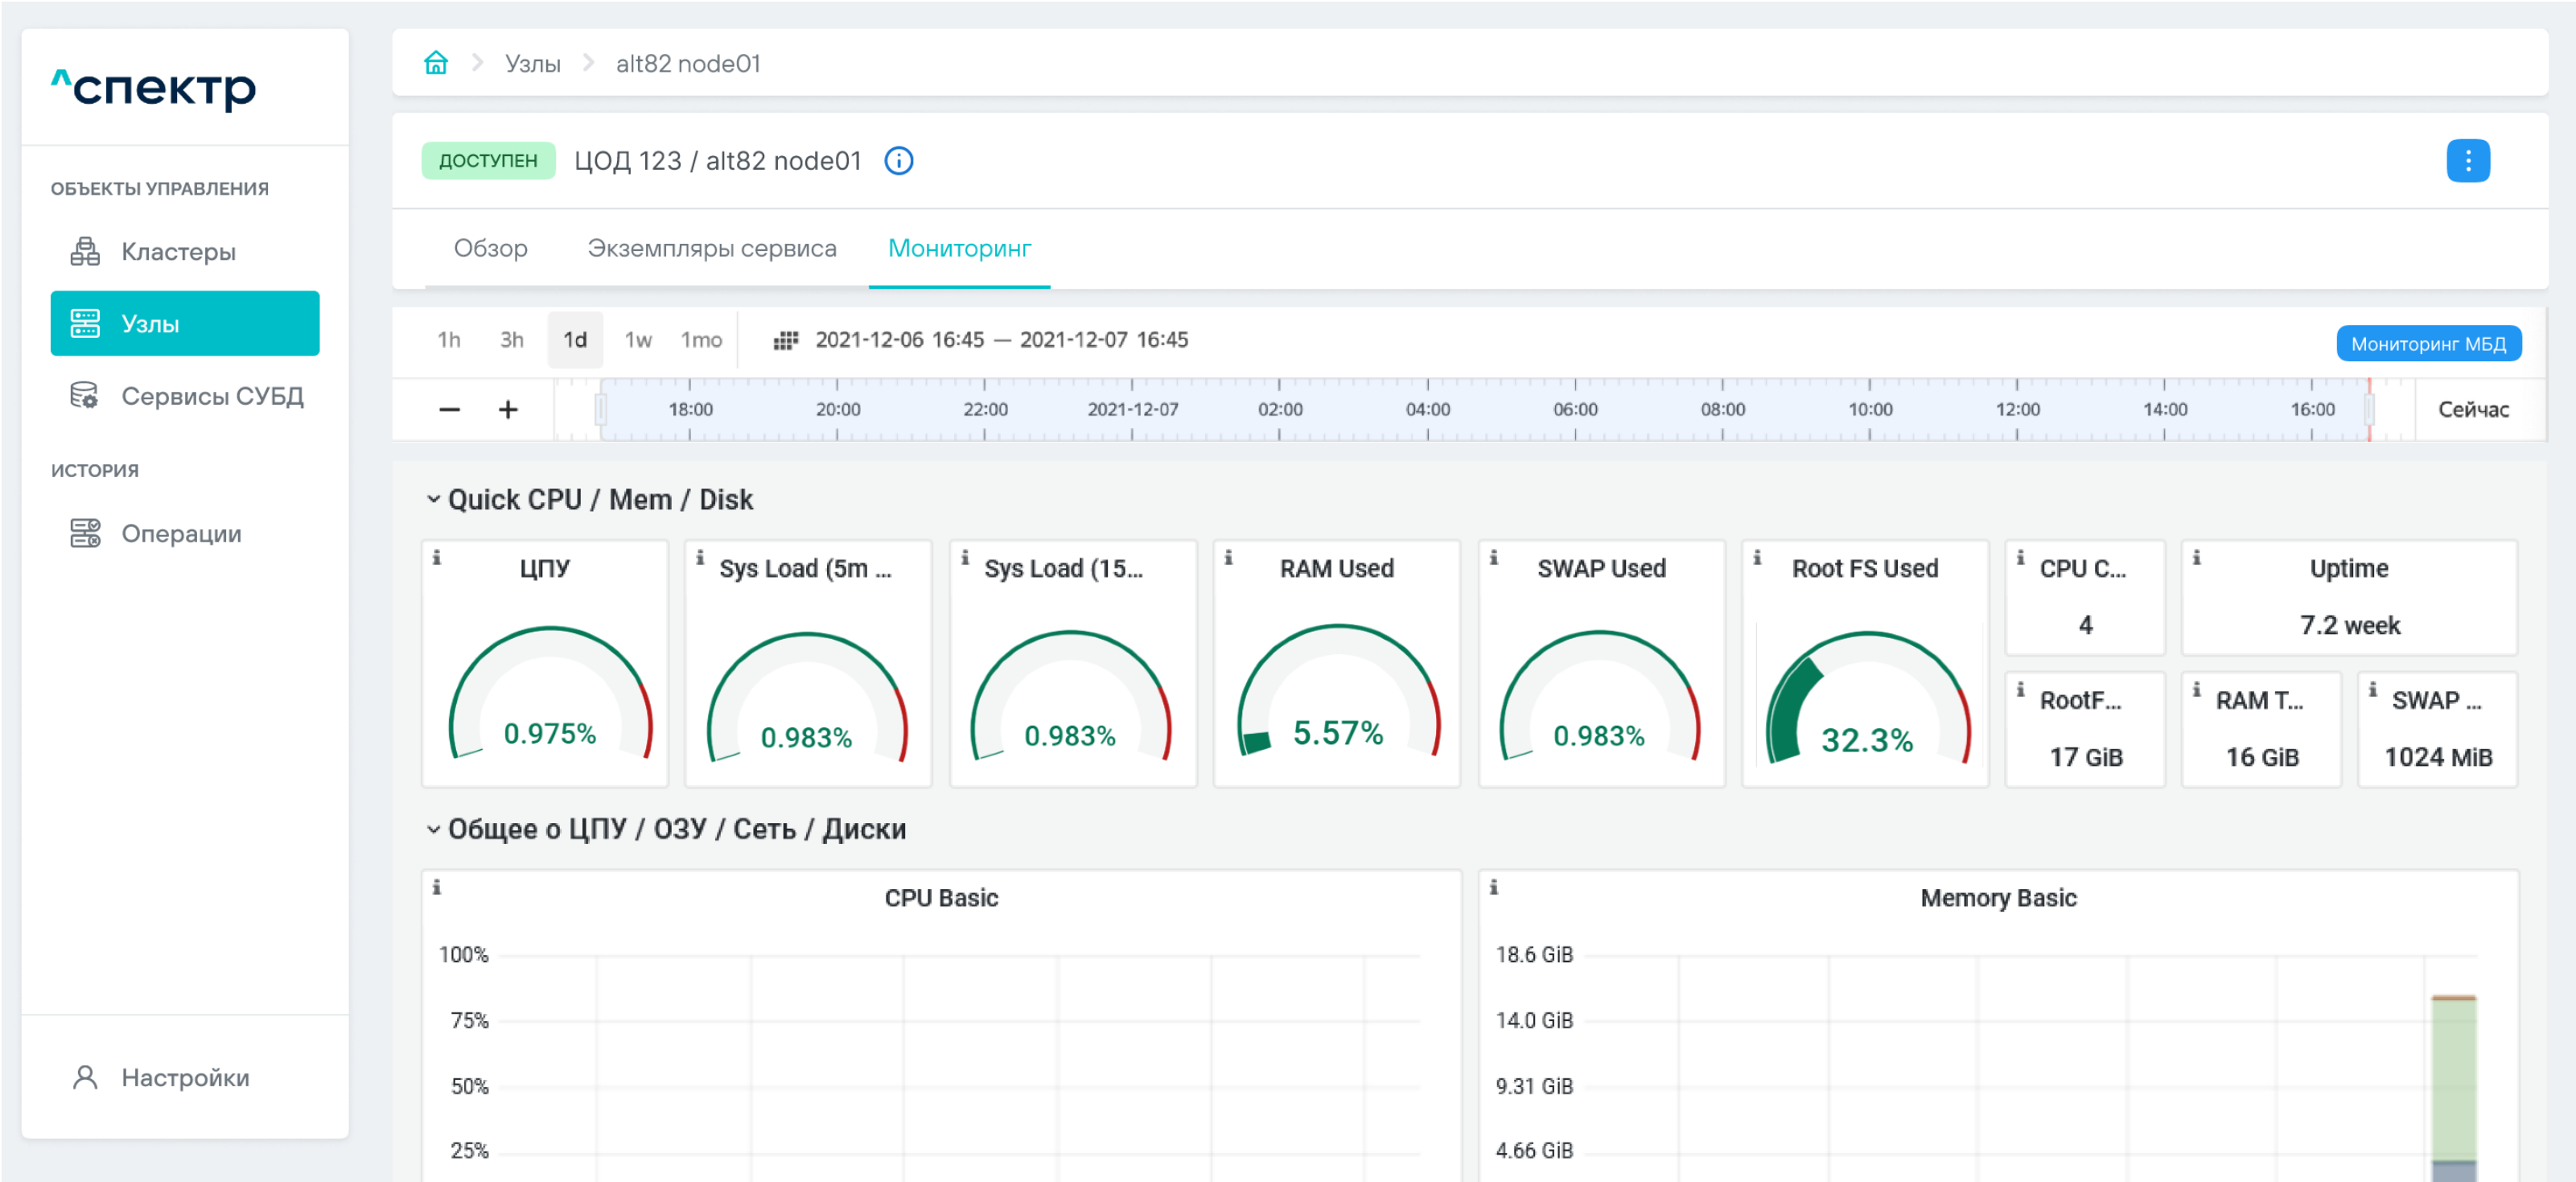 ^спектр
ОБЪЕКТЫ УПРАВЛЕНИЯ
Кластеры
Узлы
Сервисы СУБД
ИСТОРИЯ
Операции
Настройки
Узлы > alt82 node01
ДОСТУПЕН ЦОД 123 / alt82 node01
Обзор Экземпляры сервиса Мониторинг
1h 3h 1d 1w 1mo 2021-12-06 16:45 — 2021-12-07 16:45 Мониторинг МБД
− + 18:00 20:00 22:00 2021-12-07 02:00 04:00 06:00 08:00 10:00 12:00 14:00 16:00 Сейчас
Quick CPU / Mem / Disk
ЦПУ
0.975%
Sys Load (5m ...
0.983%
Sys Load (15...
0.983%
RAM Used
5.57%
SWAP Used
0.983%
Root FS Used
32.3%
CPU C...
4
Uptime
7.2 week
RootF...
17 GiB
RAM T...
16 GiB
SWAP ...
1024 MiB
Общее о ЦПУ / ОЗУ / Сеть / Диски
CPU Basic
100%
75%
50%
25%
Memory Basic
18.6 GiB
14.0 GiB
9.31 GiB
4.66 GiB